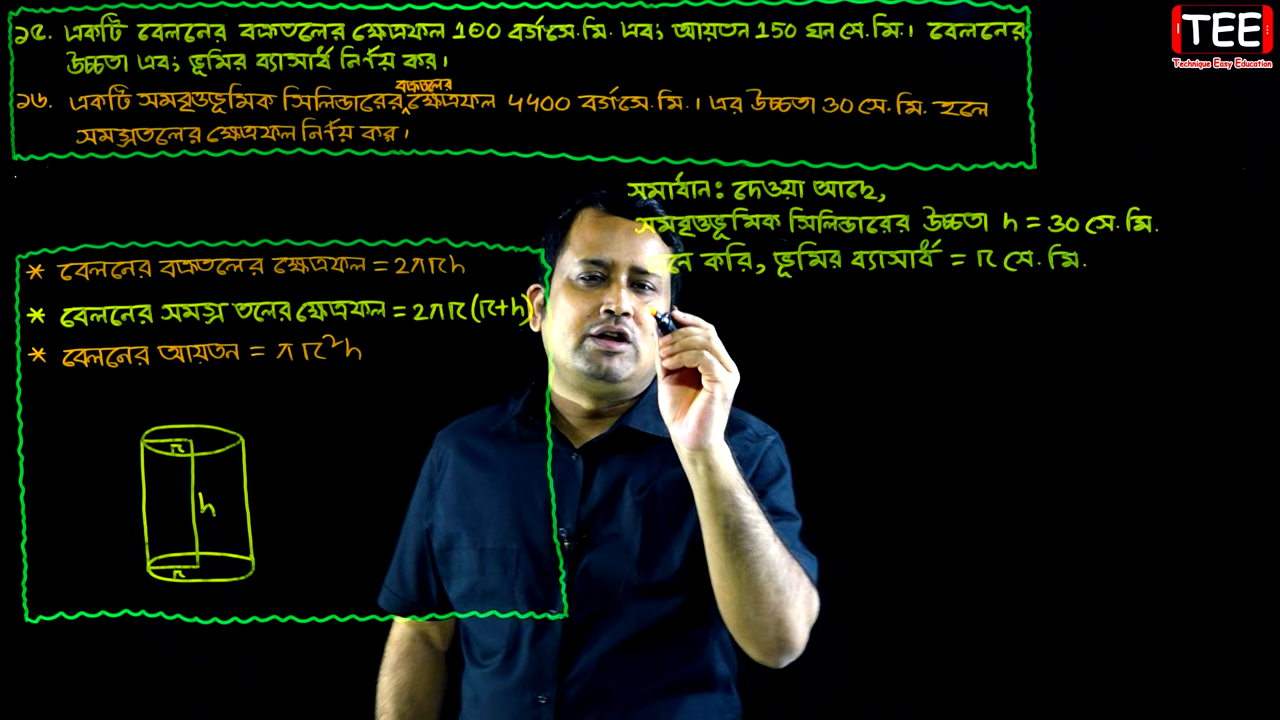 ১৫. একটি বেলনের বক্রতলের ক্ষেত্রফল 100 বর্গসে.মি. এবং আয়তন 150 ঘন সে.মি.। বেলনের
উচ্চতা এবং ভূমির ব্যাসার্ধ নির্ণয় কর।
বক্রতলের
১৬. একটি সমবৃত্তভূমিক সিলিন্ডারের ক্ষেত্রফল 4400 বর্গসে.মি.। এর উচ্চতা 30 সে.মি. হলে
সমগ্রতলের ক্ষেত্রফল নির্ণয় কর।
TEE
Technique Easy Education
সমাধান: দেওয়া আছে,
সমবৃত্তভূমিক সিলিন্ডারের উচ্চতা h = 30 সে.মি.
করি, ভূমির ব্যাসার্ধ = r সে.মি.
* বেলনের বক্রতলের ক্ষেত্রফল = 2πrh
* বেলনের সমগ্র তলের ক্ষেত্রফল = 2πr(r+h)
* বেলনের আয়তন = πr²h
r
h
r